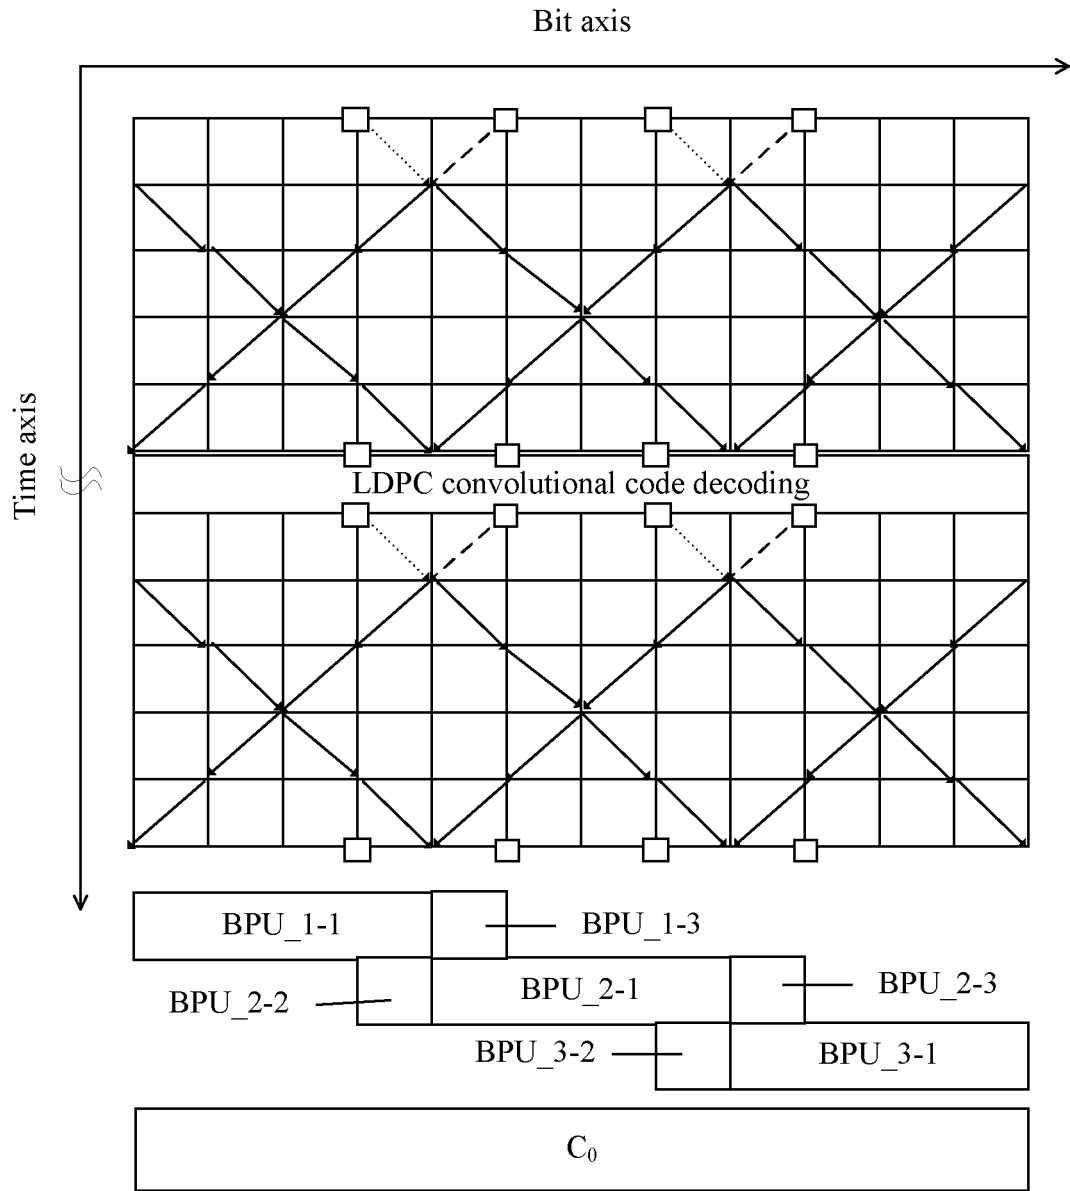 Bit axis
Time axis
LDPC convolutional code decoding
BPU_1-1
BPU_1-3
BPU_2-2
BPU_2-1
BPU_2-3
BPU_3-2
BPU_3-1
C₀